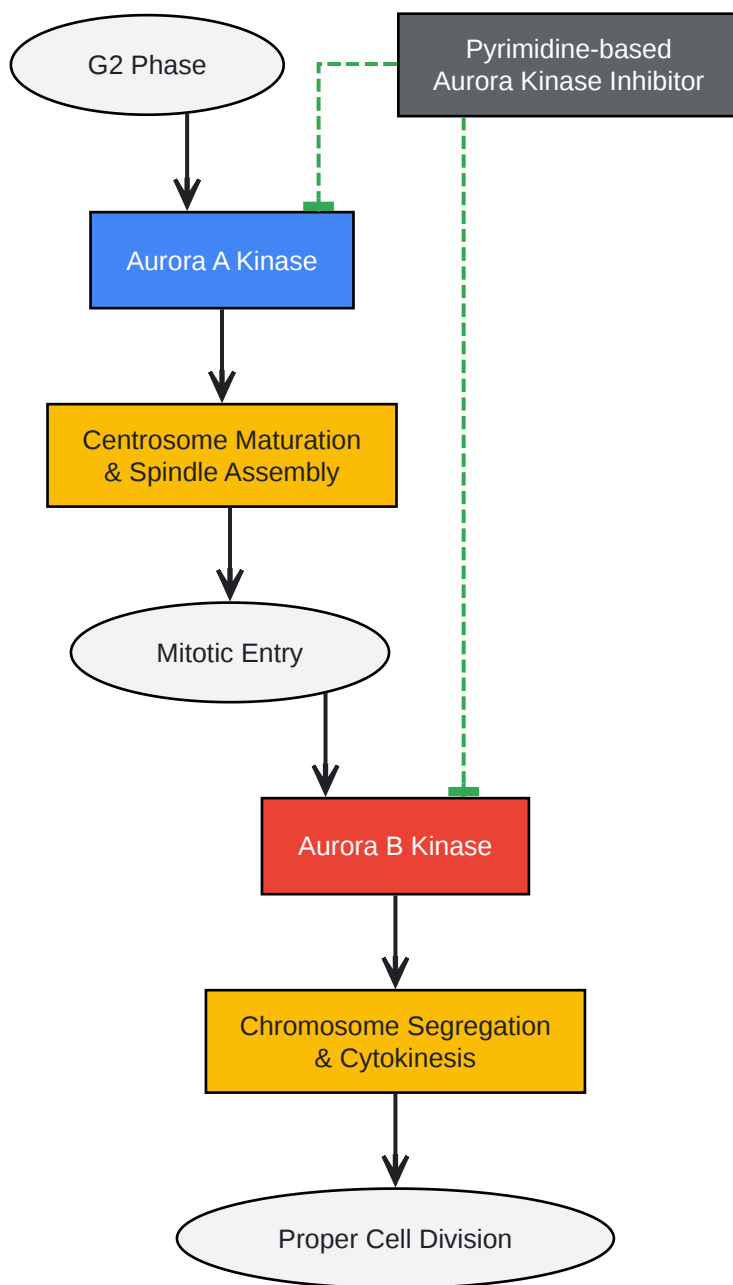 G2 Phase
Pyrimidine-based
Aurora Kinase Inhibitor
Aurora A Kinase
Centrosome Maturation
& Spindle Assembly
Mitotic Entry
Aurora B Kinase
Chromosome Segregation
& Cytokinesis
Proper Cell Division